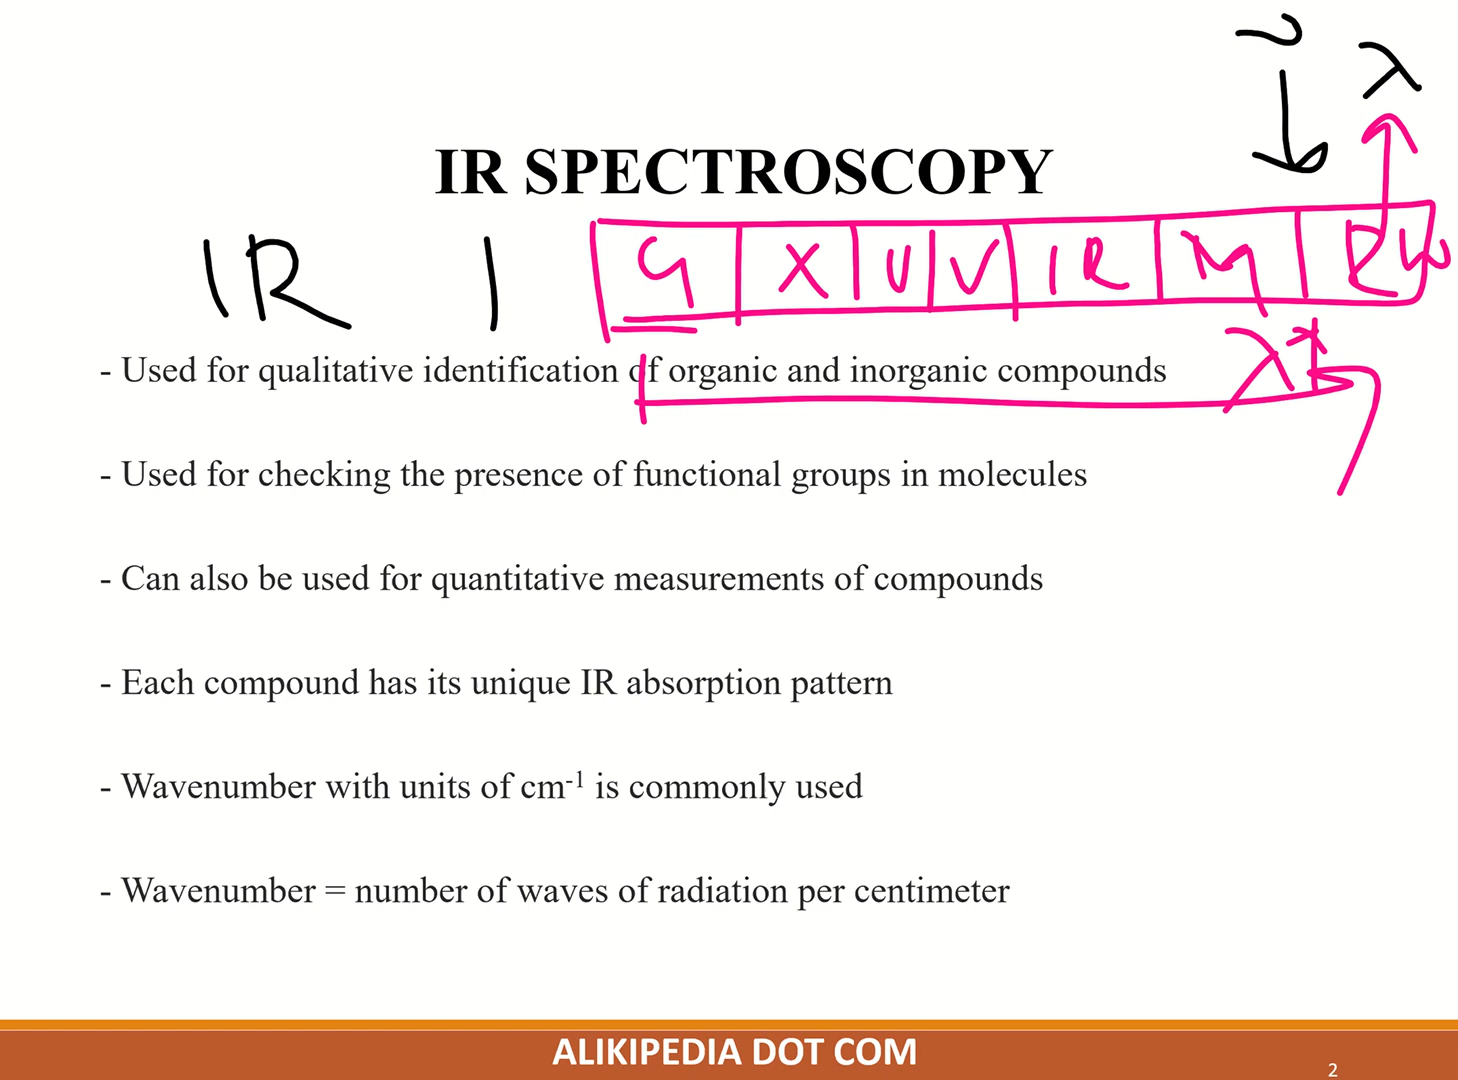 λ
IR SPECTROSCOPY
IR |
G X U V IR M RW
λ↑
- Used for qualitative identification of organic and inorganic compounds
- Used for checking the presence of functional groups in molecules
- Can also be used for quantitative measurements of compounds
- Each compound has its unique IR absorption pattern
- Wavenumber with units of cm⁻¹ is commonly used
- Wavenumber = number of waves of radiation per centimeter
ALIKIPEDIA DOT COM
2